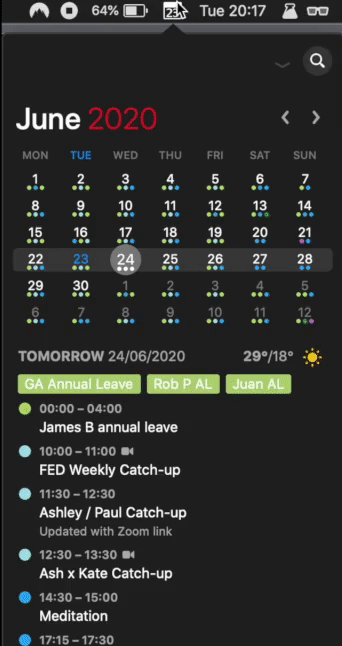 64% 23 Tue 20:17
June 2020
MON TUE WED THU FRI SAT SUN
1 2 3 4 5 6 7
8 9 10 11 12 13 14
15 16 17 18 19 20 21
22 23 24 25 26 27 28
29 30 1 2 3 4 5
6 7 8 9 10 11 12
TOMORROW 24/06/2020 29°/18°
GA Annual Leave Rob P AL Juan AL
00:00 – 04:00
James B annual leave
10:00 – 11:00
FED Weekly Catch-up
11:30 – 12:30
Ashley / Paul Catch-up
Updated with Zoom link
12:30 – 13:30
Ash x Kate Catch-up
14:30 – 15:00
Meditation
17:15 – 17:30